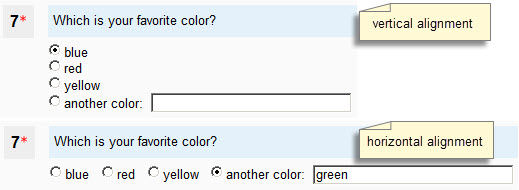 7* Which is your favorite color? vertical alignment
blue
red
yellow
another color:
7* Which is your favorite color? horizontal alignment
blue red yellow another color: green